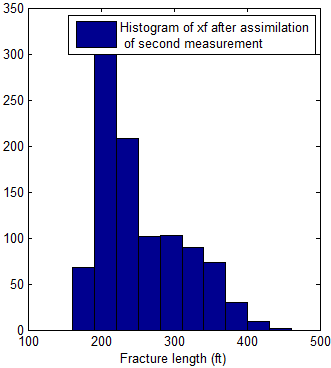 350
300
250
200
150
100
50
0
Histogram of xf after assimilation
of second measurement
100 200 300 400 500
Fracture length (ft)